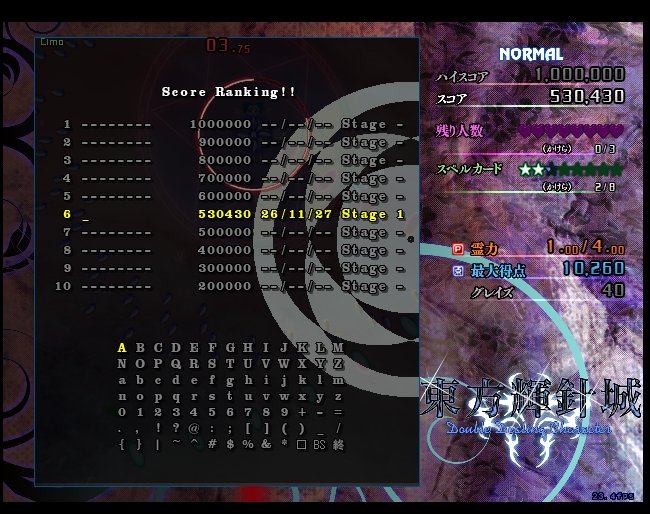 Time
03.75
Score Ranking!!
1 -------- 1000000 --/--/-- Stage -
2 -------- 900000 --/--/-- Stage -
3 -------- 800000 --/--/-- Stage -
4 -------- 700000 --/--/-- Stage -
5 -------- 600000 --/--/-- Stage -
6 _ 530430 26/11/27 Stage 1
7 -------- 500000 --/--/-- Stage -
8 -------- 400000 --/--/-- Stage -
9 -------- 300000 --/--/-- Stage -
10 -------- 200000 --/--/-- Stage -
A B C D E F G H I J K L M
N O P Q R S T U V W X Y Z
a b c d e f g h i j k l m
n o p q r s t u v w x y z
0 1 2 3 4 5 6 7 8 9 + - =
. , ! ? @ : ; [ ] ( ) _ /
{ } | ~ ^ # $ % & * □ BS 終
NORMAL
ハイスコア 1,000,000
スコア 530,430
残り人数
(かけら) 0/3
スペルカード ★★
(かけら) 2/8
P 霊力 1.00/4.00
最大得点 10,260
グレイズ 40
東方輝針城
Double Dealing Character